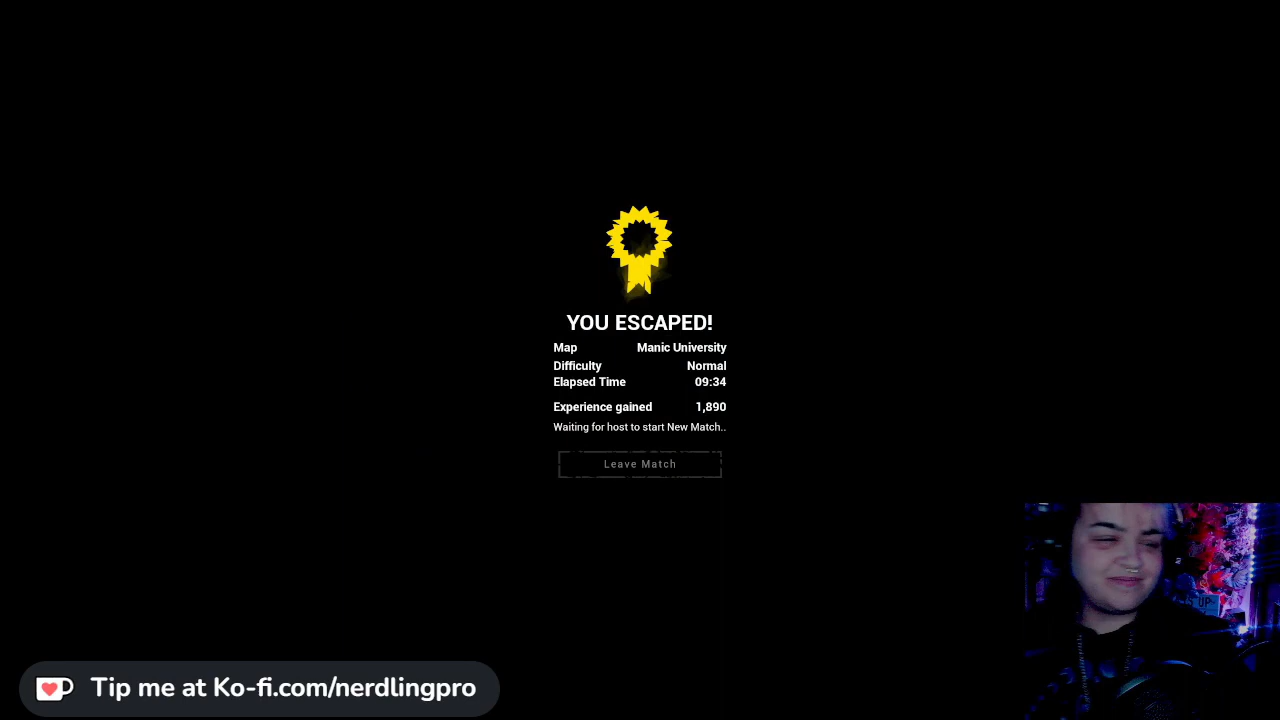 YOU ESCAPED!
Map Manic University
Difficulty Normal
Elapsed Time 09:34
Experience gained 1,890
Waiting for host to start New Match..
Leave Match
UP
Tip me at Ko-fi.com/nerdlingpro